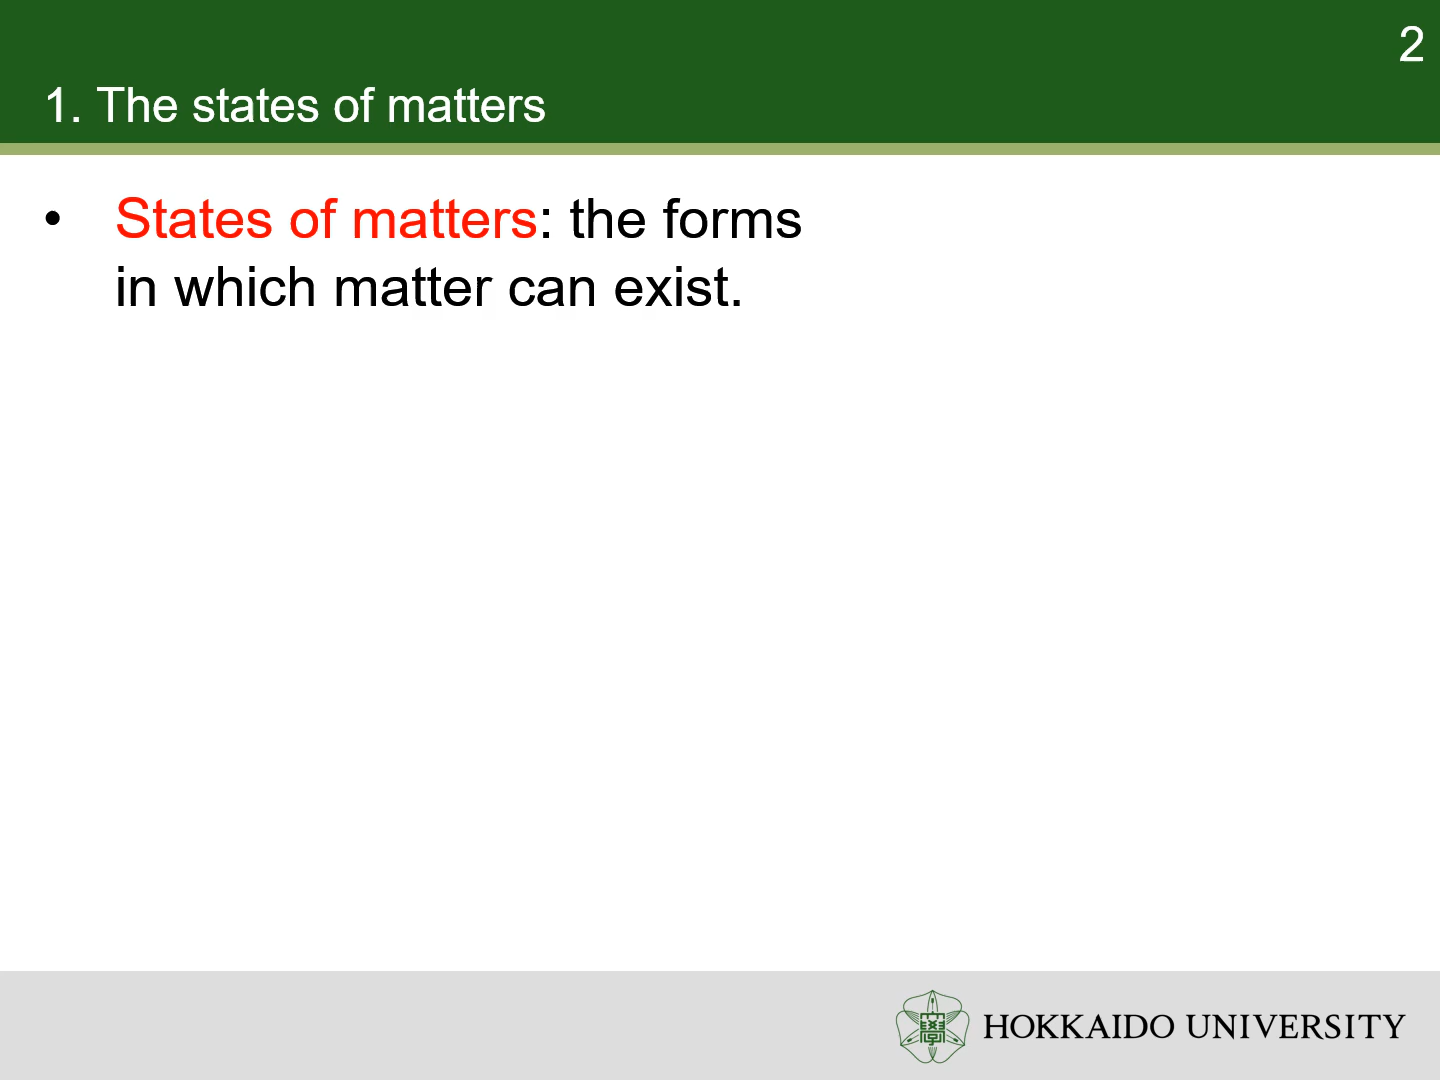 2
1. The states of matters
• States of matters: the forms
in which matter can exist.
HOKKAIDO UNIVERSITY